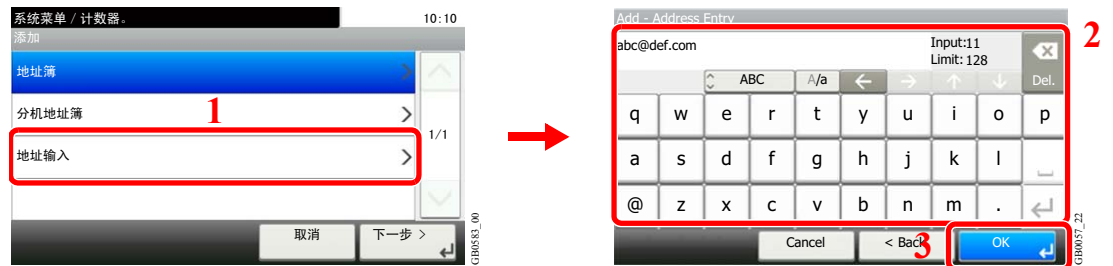 系统菜单 / 计数器。 10:10
添加
地址簿
分机地址簿
1
1/1
地址输入
取消 下一步 >
GB0583_00
Add - Address Entry
2
abc@def.com Input:11
Limit: 128
ABC A/a Del.
q w e r t y u i o p
a s d f g h j k l
@ z x c v b n m .
Cancel < Back 3 OK
GB0057_22